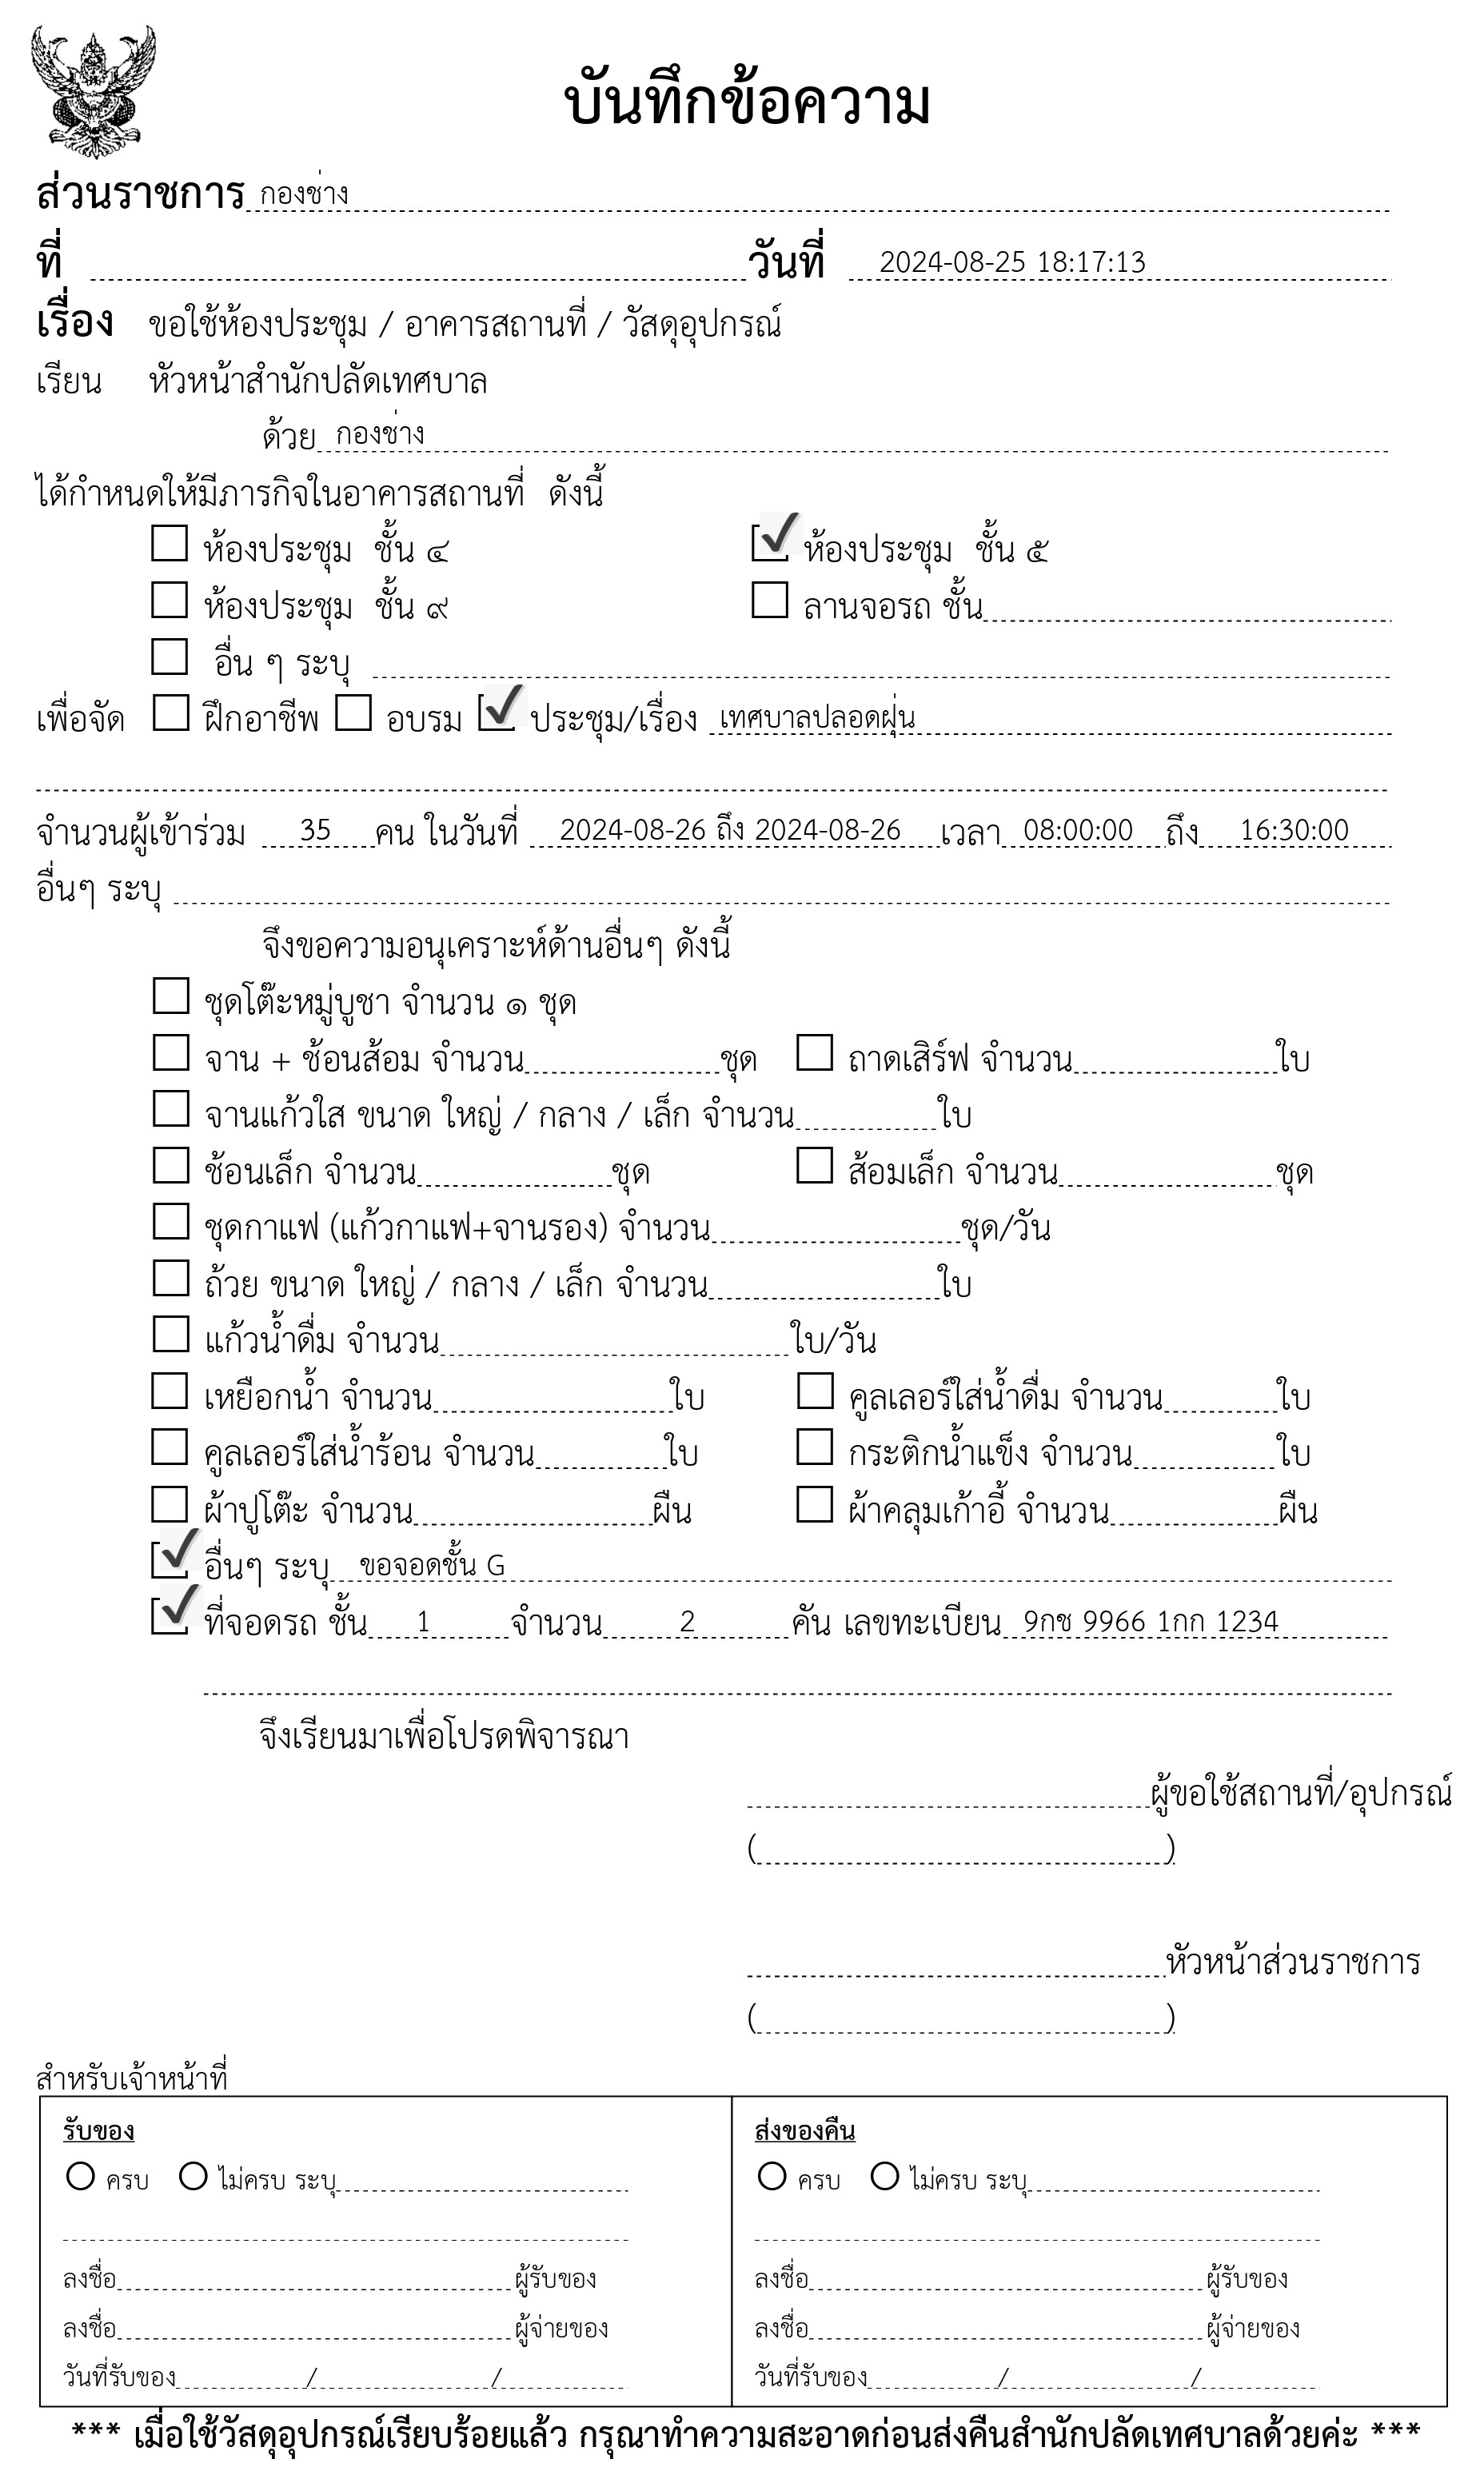 บันทึกข้อความ
ส่วนราชการ กองช่าง
ที่ วันที่ 2024-08-25 18:17:13
เรื่อง ขอใช้ห้องประชุม / อาคารสถานที่ / วัสดุอุปกรณ์
เรียน หัวหน้าสำนักปลัดเทศบาล
ด้วย กองช่าง
ได้กำหนดให้มีภารกิจในอาคารสถานที่ ดังนี้
ห้องประชุม ชั้น ๔ ห้องประชุม ชั้น ๕
ห้องประชุม ชั้น ๙ ลานจอรถ ชั้น
อื่น ๆ ระบุ
เพื่อจัด ฝึกอาชีพ อบรม ประชุม/เรื่อง เทศบาลปลอดฝุ่น
จำนวนผู้เข้าร่วม 35 คน ในวันที่ 2024-08-26 ถึง 2024-08-26 เวลา 08:00:00 ถึง 16:30:00
อื่นๆ ระบุ
จึงขอความอนุเคราะห์ด้านอื่นๆ ดังนี้
ชุดโต๊ะหมู่บูชา จำนวน ๑ ชุด
จาน + ช้อนส้อม จำนวน ชุด ถาดเสิร์ฟ จำนวน ใบ
จานแก้วใส ขนาด ใหญ่ / กลาง / เล็ก จำนวน ใบ
ช้อนเล็ก จำนวน ชุด ส้อมเล็ก จำนวน ชุด
ชุดกาแฟ (แก้วกาแฟ+จานรอง) จำนวน ชุด/วัน
ถ้วย ขนาด ใหญ่ / กลาง / เล็ก จำนวน ใบ
แก้วน้ำดื่ม จำนวน ใบ/วัน
เหยือกน้ำ จำนวน ใบ คูลเลอร์ใส่น้ำดื่ม จำนวน ใบ
คูลเลอร์ใส่น้ำร้อน จำนวน ใบ กระติกน้ำแข็ง จำนวน ใบ
ผ้าปูโต๊ะ จำนวน ผืน ผ้าคลุมเก้าอี้ จำนวน ผืน
อื่นๆ ระบุ ขอจอดชั้น G
ที่จอดรถ ชั้น 1 จำนวน 2 คัน เลขทะเบียน 9กช 9966 1กก 1234
จึงเรียนมาเพื่อโปรดพิจารณา
ผู้ขอใช้สถานที่/อุปกรณ์
( )
หัวหน้าส่วนราชการ
( )
สำหรับเจ้าหน้าที่
รับของ ส่งของคืน
ครบ ไม่ครบ ระบุ ครบ ไม่ครบ ระบุ
ลงชื่อ ผู้รับของ ลงชื่อ ผู้รับของ
ลงชื่อ ผู้จ่ายของ ลงชื่อ ผู้จ่ายของ
วันที่รับของ / / วันที่รับของ / /
*** เมื่อใช้วัสดุอุปกรณ์เรียบร้อยแล้ว กรุณาทำความสะอาดก่อนส่งคืนสำนักปลัดเทศบาลด้วยค่ะ ***